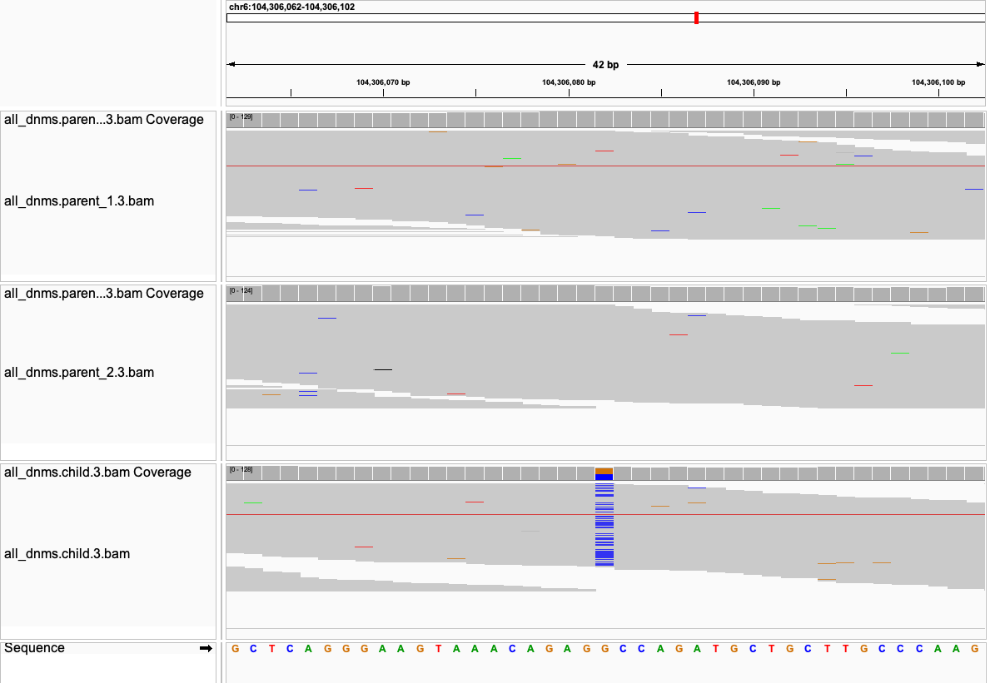 chr6:104,306,062-104,306,102
42 bp
104,306,070 bp 104,306,080 bp 104,306,090 bp 104,306,100 bp
all_dnms.paren...3.bam Coverage
[0 - 129]
all_dnms.parent_1.3.bam
all_dnms.paren...3.bam Coverage
[0 - 124]
all_dnms.parent_2.3.bam
all_dnms.child.3.bam Coverage
[0 - 128]
all_dnms.child.3.bam
Sequence
G C T C A G G G A A G T A A A C A G A G G C C A G A T G C T G C T T G C C C A A G